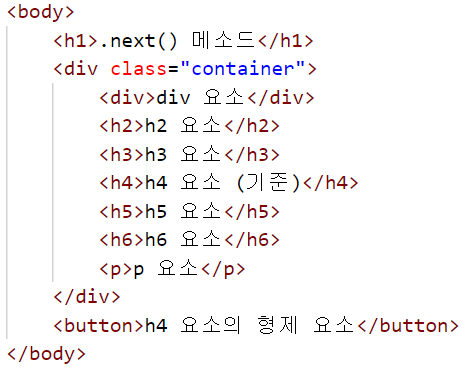 <body>
<h1>.next() 메소드</h1>
<div class="container">
<div>div 요소</div>
<h2>h2 요소</h2>
<h3>h3 요소</h3>
<h4>h4 요소 (기준)</h4>
<h5>h5 요소</h5>
<h6>h6 요소</h6>
<p>p 요소</p>
</div>
<button>h4 요소의 형제 요소</button>
</body>